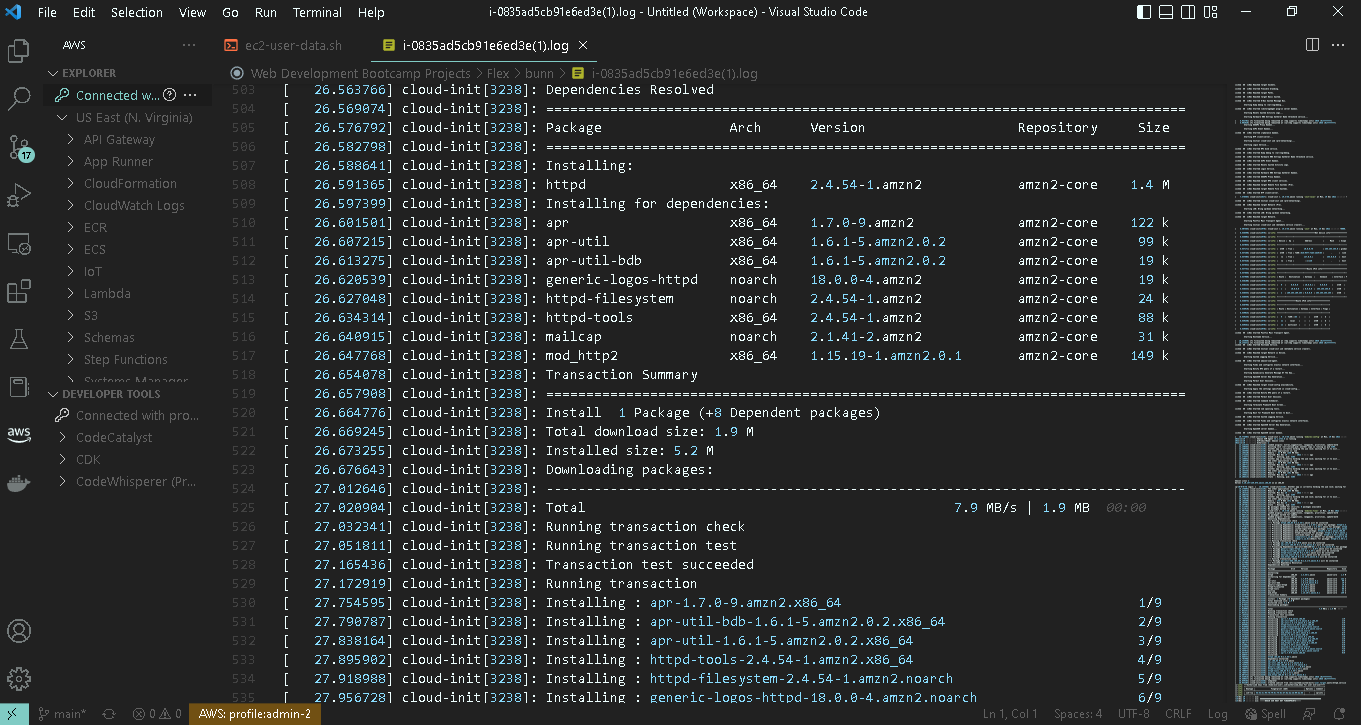 File Edit Selection View Go Run Terminal Help i-0835ad5cb91e6ed3e(1).log - Untitled (Workspace) - Visual Studio Code
AWS
ec2-user-data.sh i-0835ad5cb91e6ed3e(1).log
Web Development Bootcamp Projects > Flex > bunn > i-0835ad5cb91e6ed3e(1).log
EXPLORER
Connected w...
US East (N. Virginia)
API Gateway
App Runner
CloudFormation
CloudWatch Logs
ECR
ECS
IoT
Lambda
S3
Schemas
Step Functions
Systems Manager
DEVELOPER TOOLS
Connected with pro...
CodeCatalyst
CDK
CodeWhisperer (Pr...
17
aws
503 [ 26.563766] cloud-init[3238]: Dependencies Resolved
504 [ 26.569074] cloud-init[3238]: ================================================================================
505 [ 26.576792] cloud-init[3238]: Package Arch Version Repository Size
506 [ 26.582798] cloud-init[3238]: ================================================================================
507 [ 26.588641] cloud-init[3238]: Installing:
508 [ 26.591365] cloud-init[3238]: httpd x86_64 2.4.54-1.amzn2 amzn2-core 1.4 M
509 [ 26.597399] cloud-init[3238]: Installing for dependencies:
510 [ 26.601501] cloud-init[3238]: apr x86_64 1.7.0-9.amzn2 amzn2-core 122 k
511 [ 26.607215] cloud-init[3238]: apr-util x86_64 1.6.1-5.amzn2.0.2 amzn2-core 99 k
512 [ 26.613275] cloud-init[3238]: apr-util-bdb x86_64 1.6.1-5.amzn2.0.2 amzn2-core 19 k
513 [ 26.620539] cloud-init[3238]: generic-logos-httpd noarch 18.0.0-4.amzn2 amzn2-core 19 k
514 [ 26.627048] cloud-init[3238]: httpd-filesystem noarch 2.4.54-1.amzn2 amzn2-core 24 k
515 [ 26.634314] cloud-init[3238]: httpd-tools x86_64 2.4.54-1.amzn2 amzn2-core 88 k
516 [ 26.640915] cloud-init[3238]: mailcap noarch 2.1.41-2.amzn2 amzn2-core 31 k
517 [ 26.647768] cloud-init[3238]: mod_http2 x86_64 1.15.19-1.amzn2.0.1 amzn2-core 149 k
518 [ 26.654078] cloud-init[3238]: Transaction Summary
519 [ 26.657908] cloud-init[3238]: ================================================================================
520 [ 26.664776] cloud-init[3238]: Install 1 Package (+8 Dependent packages)
521 [ 26.669245] cloud-init[3238]: Total download size: 1.9 M
522 [ 26.673255] cloud-init[3238]: Installed size: 5.2 M
523 [ 26.676643] cloud-init[3238]: Downloading packages:
524 [ 27.012646] cloud-init[3238]: --------------------------------------------------------------------------------
525 [ 27.020904] cloud-init[3238]: Total 7.9 MB/s | 1.9 MB 00:00
526 [ 27.032341] cloud-init[3238]: Running transaction check
527 [ 27.051811] cloud-init[3238]: Running transaction test
528 [ 27.165436] cloud-init[3238]: Transaction test succeeded
529 [ 27.172919] cloud-init[3238]: Running transaction
530 [ 27.754595] cloud-init[3238]: Installing : apr-1.7.0-9.amzn2.x86_64 1/9
531 [ 27.790787] cloud-init[3238]: Installing : apr-util-bdb-1.6.1-5.amzn2.0.2.x86_64 2/9
532 [ 27.838164] cloud-init[3238]: Installing : apr-util-1.6.1-5.amzn2.0.2.x86_64 3/9
533 [ 27.895902] cloud-init[3238]: Installing : httpd-tools-2.4.54-1.amzn2.x86_64 4/9
534 [ 27.918988] cloud-init[3238]: Installing : httpd-filesystem-2.4.54-1.amzn2.noarch 5/9
535 [ 27.956728] cloud-init[3238]: Installing : generic-logos-httpd-18.0.0-4.amzn2.noarch 6/9
main* 0 0 AWS: profile:admin-2 Ln 1, Col 1 Spaces: 4 UTF-8 CRLF Log Spell